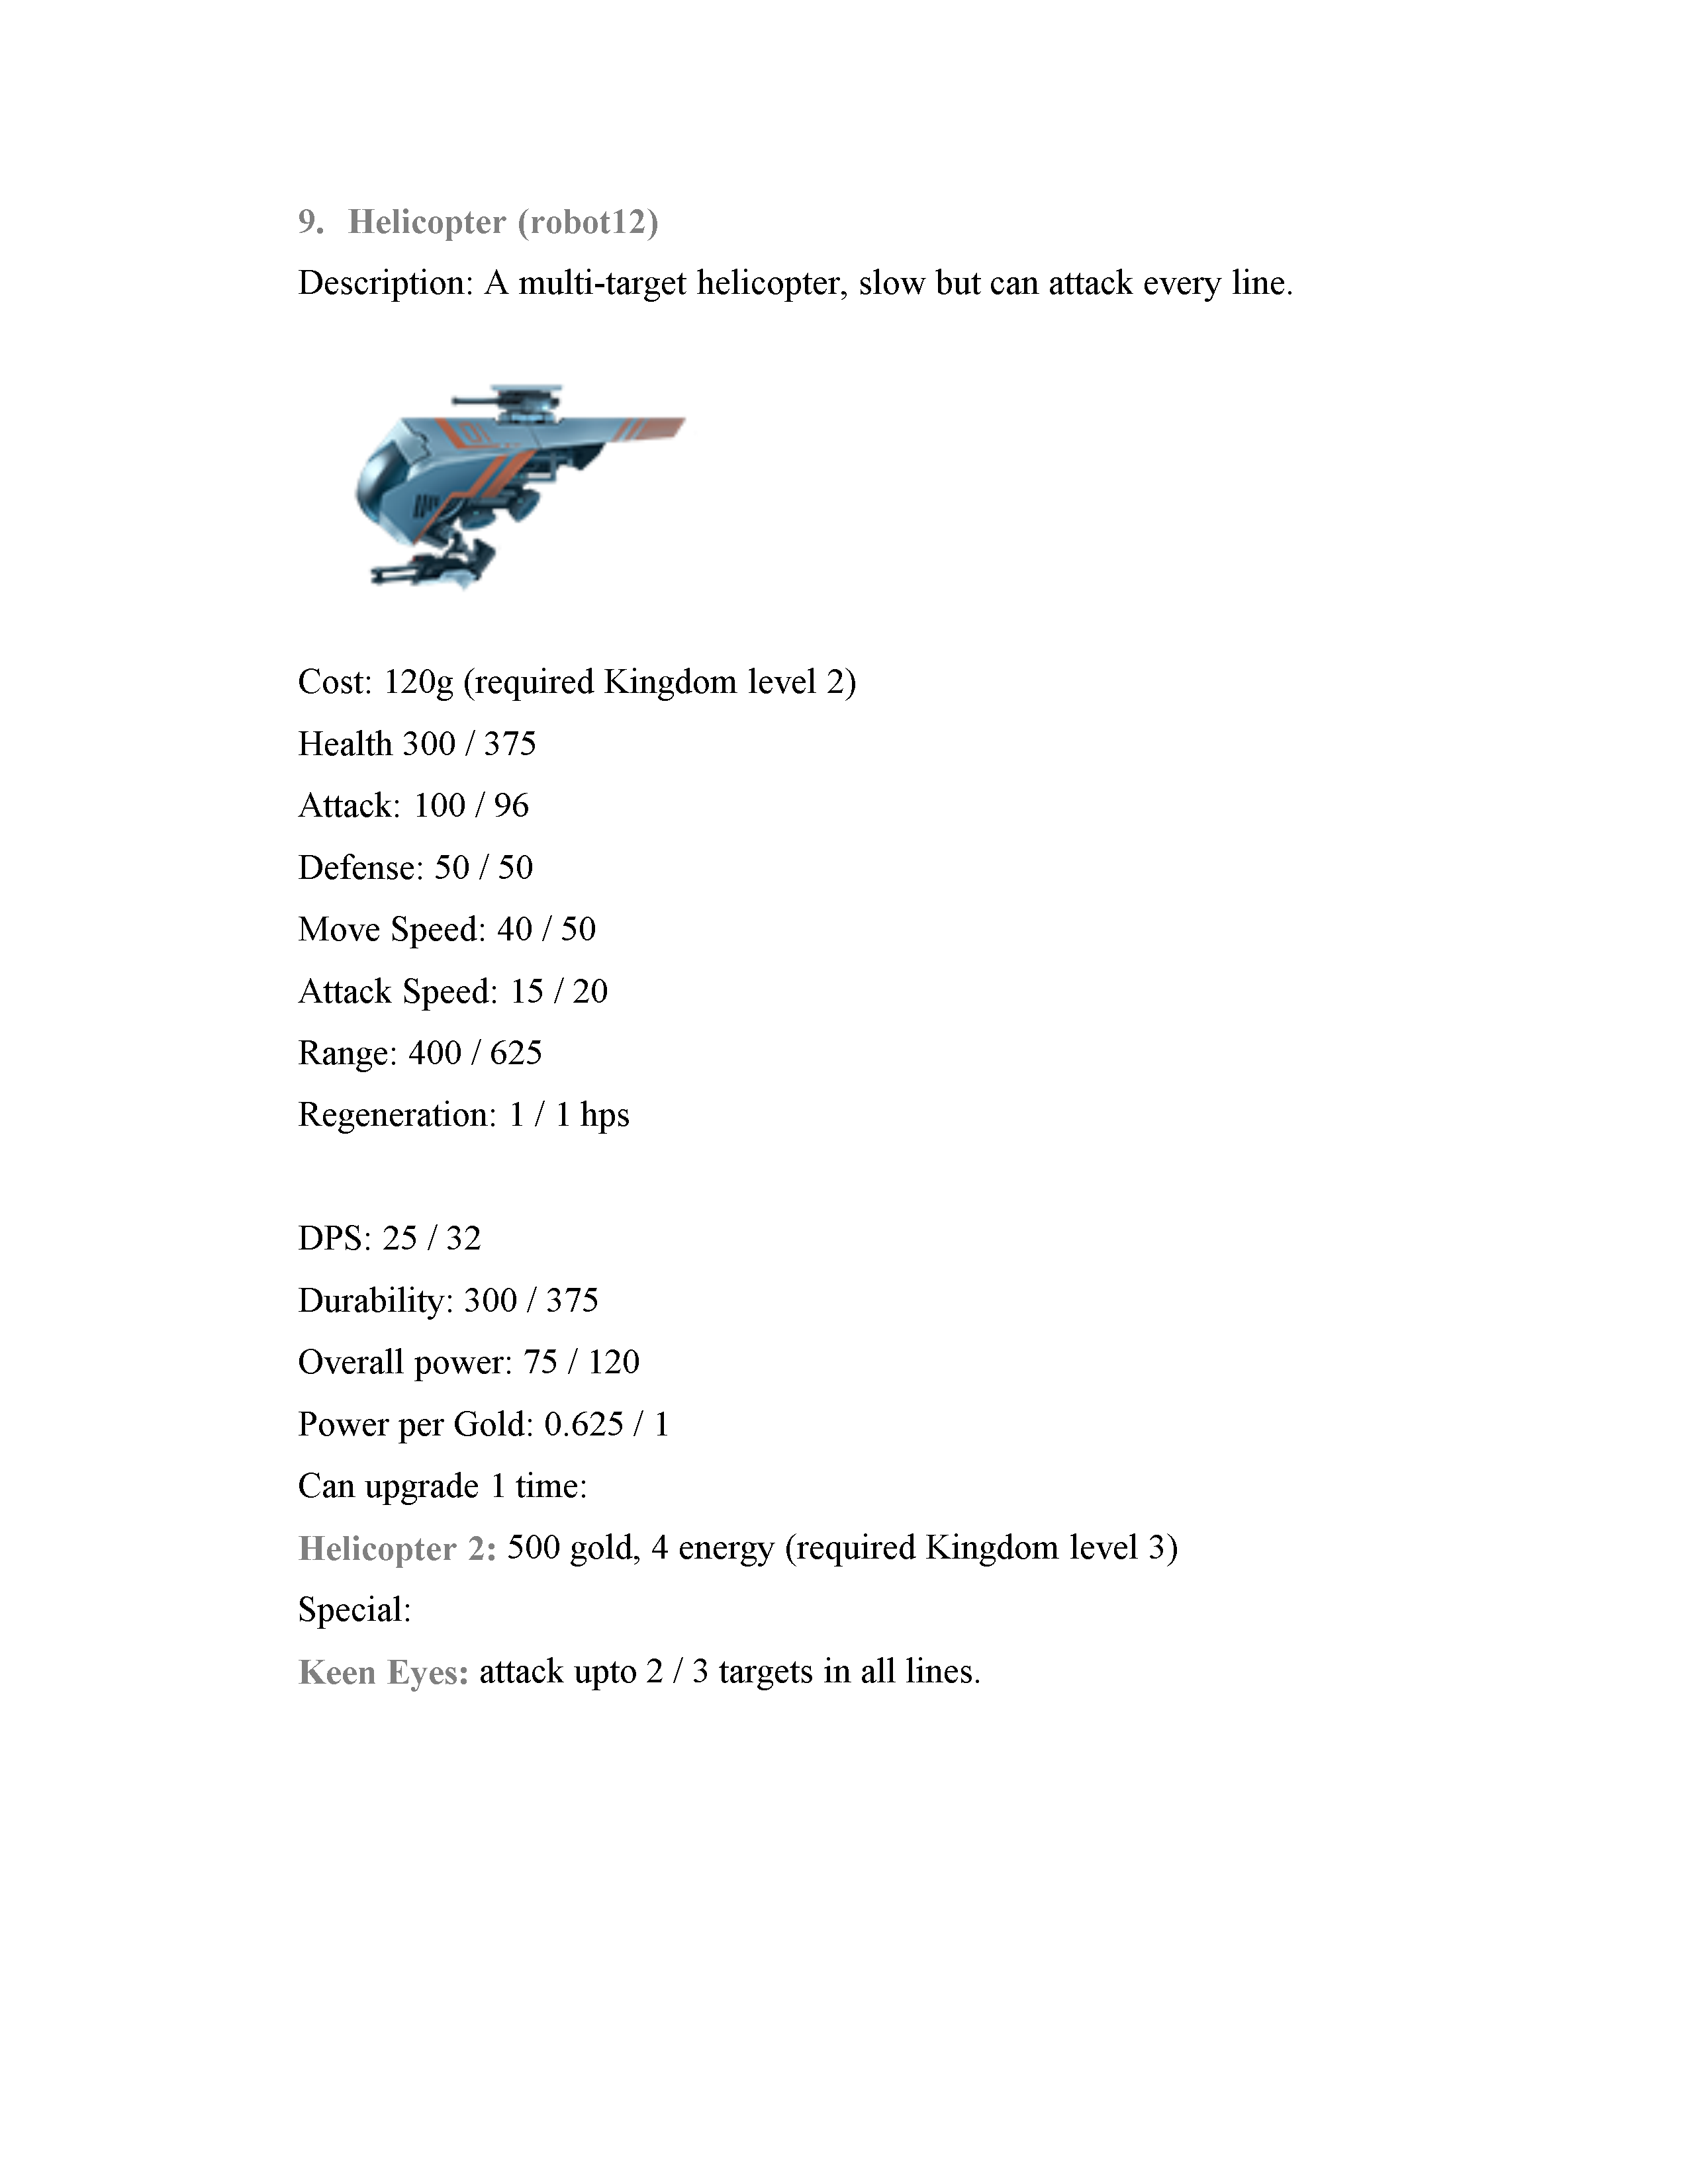 9. Helicopter (robot12)
Description: A multi-target helicopter, slow but can attack every line.
01
Cost: 120g (required Kingdom level 2)
Health 300 / 375
Attack: 100 / 96
Defense: 50 / 50
Move Speed: 40 / 50
Attack Speed: 15 / 20
Range: 400 / 625
Regeneration: 1 / 1 hps
DPS: 25 / 32
Durability: 300 / 375
Overall power: 75 / 120
Power per Gold: 0.625 / 1
Can upgrade 1 time:
Helicopter 2: 500 gold, 4 energy (required Kingdom level 3)
Special:
Keen Eyes: attack upto 2 / 3 targets in all lines.